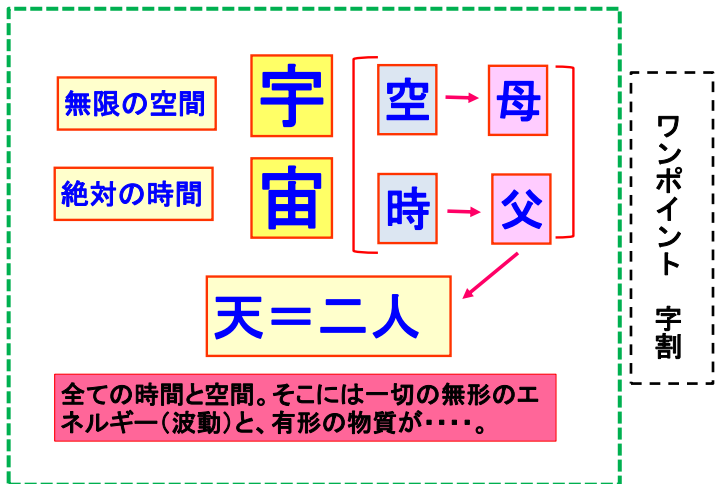 無限の空間
宇
空
母
絶対の時間
宙
時
父
天＝二人
全ての時間と空間。そこには一切の無形のエ
ネルギー（波動）と、有形の物質が・・・・。
ワンポイント　字割